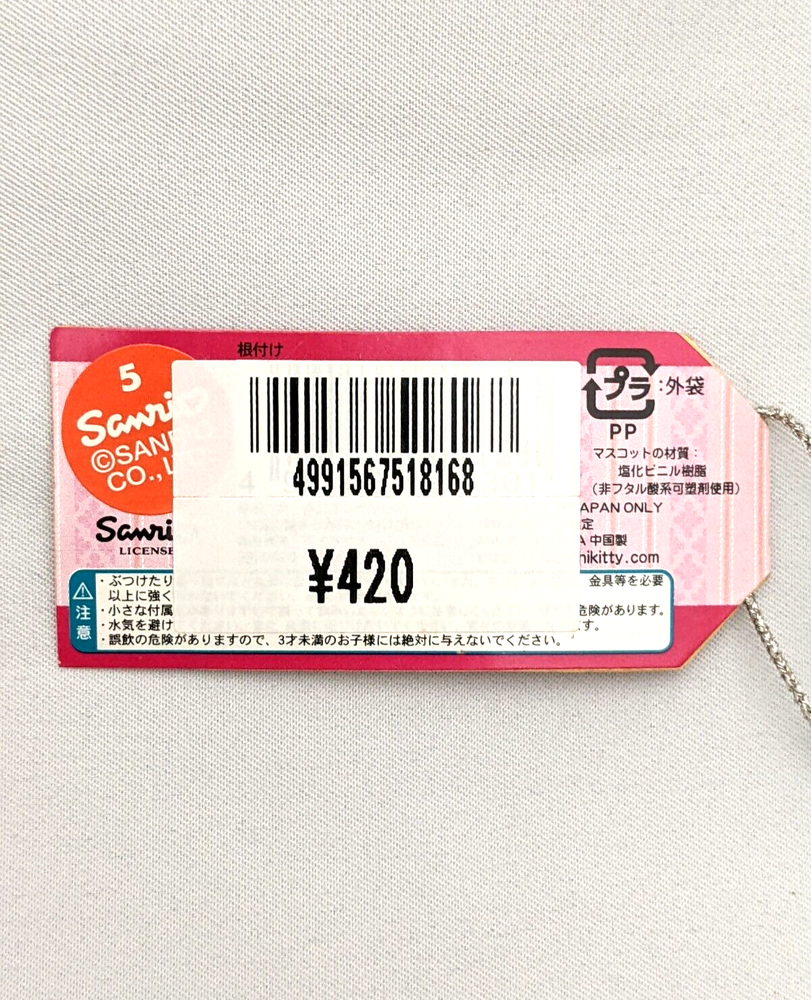 根付け
5
Sanri
©SAN
CO., L
Sanri
LICENSE
4991567518168
¥420
プラ:外袋
PP
マスコットの材質:
塩化ビニル樹脂
(非フタル酸系可塑剤使用)
APAN ONLY
定
A 中国製
nikitty.com
注意
・ぶつけたり 金具等を必要
以上に強く
・小さな付属 危険があります。
・水気を避け す。
・誤飲の危険がありますので、3才未満のお子様には絶対に与えないでください。